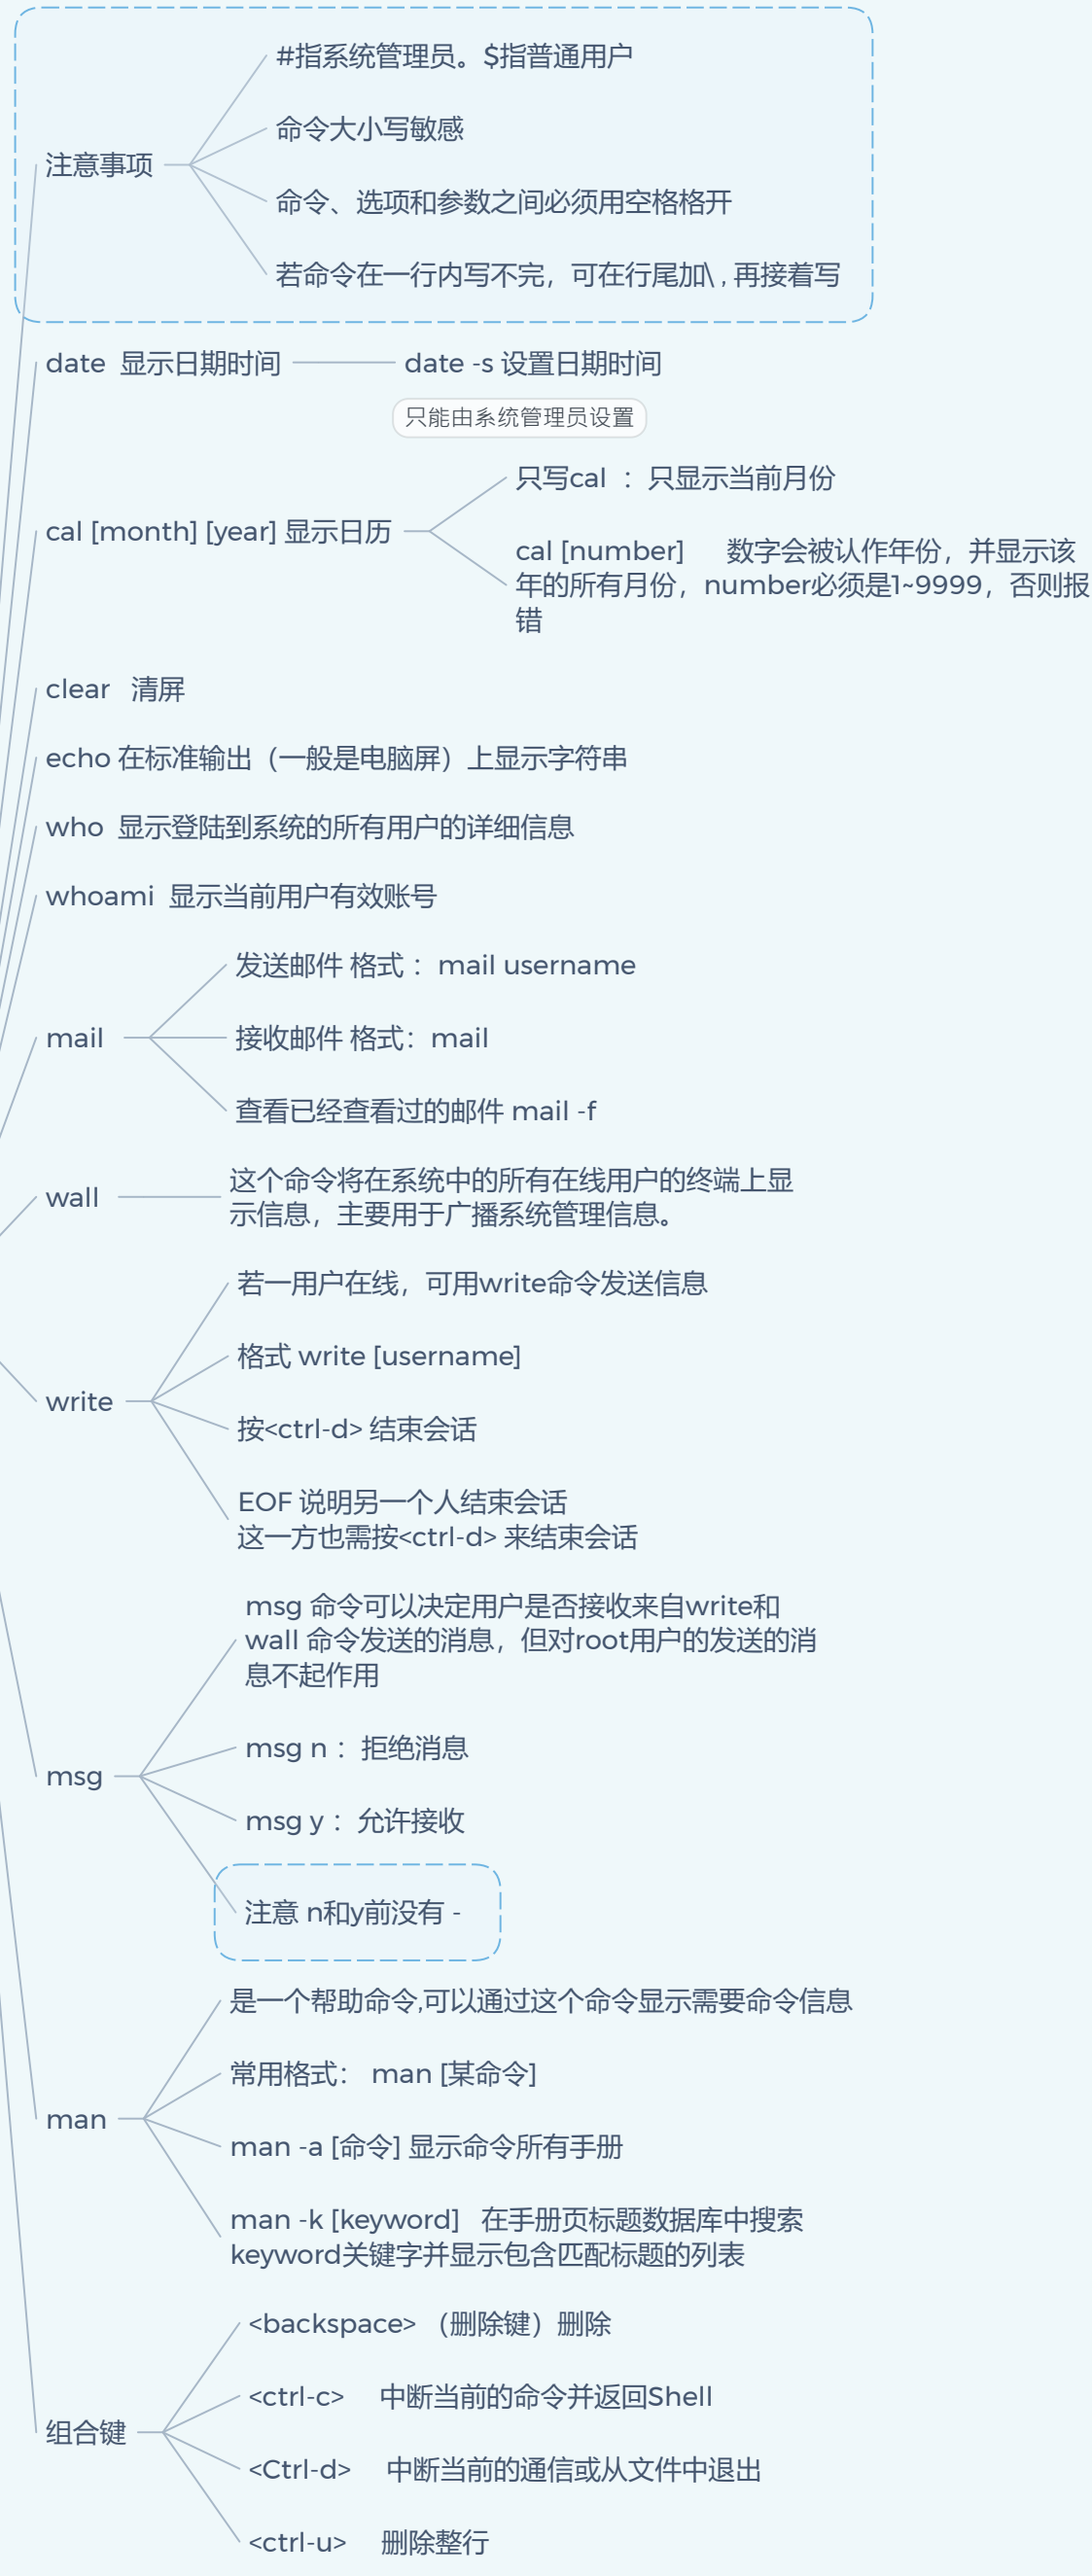 #指系统管理员。$指普通用户
命令大小写敏感
注意事项
命令、选项和参数之间必须用空格格开
若命令在一行内写不完，可在行尾加\ , 再接着写
date 显示日期时间
date -s 设置日期时间
只能由系统管理员设置
cal [month] [year] 显示日历
只写cal ：只显示当前月份
cal [number] 数字会被认作年份，并显示该
年的所有月份，number必须是1~9999，否则报
错
clear 清屏
echo 在标准输出（一般是电脑屏）上显示字符串
who 显示登陆到系统的所有用户的详细信息
whoami 显示当前用户有效账号
mail
发送邮件 格式 ：mail username
接收邮件 格式：mail
查看已经查看过的邮件 mail -f
wall
这个命令将在系统中的所有在线用户的终端上显
示信息，主要用于广播系统管理信息。
write
若一用户在线，可用write命令发送信息
格式 write [username]
按<ctrl-d> 结束会话
EOF 说明另一个人结束会话
这一方也需按<ctrl-d> 来结束会话
msg
msg 命令可以决定用户是否接收来自write和
wall 命令发送的消息，但对root用户的发送的消
息不起作用
msg n ：拒绝消息
msg y ：允许接收
注意 n和y前没有 -
man
是一个帮助命令,可以通过这个命令显示需要命令信息
常用格式： man [某命令]
man -a [命令] 显示命令所有手册
man -k [keyword] 在手册页标题数据库中搜索
keyword关键字并显示包含匹配标题的列表
组合键
<backspace> （删除键）删除
<ctrl-c> 中断当前的命令并返回Shell
<Ctrl-d> 中断当前的通信或从文件中退出
<ctrl-u> 删除整行